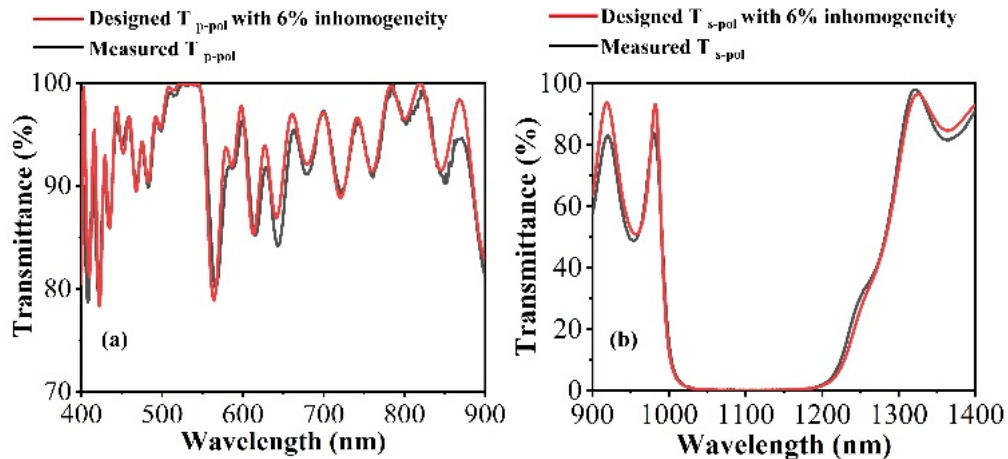 Designed T p-pol with 6% inhomogeneity
Measured T p-pol
Transmittance (%)
100
90
80
70
(a)
400 500 600 700 800 900
Wavelength (nm)
Designed T s-pol with 6% inhomogeneity
Measured T s-pol
Transmittance (%)
100
80
60
40
20
0
(b)
900 1000 1100 1200 1300 1400
Wavelength (nm)